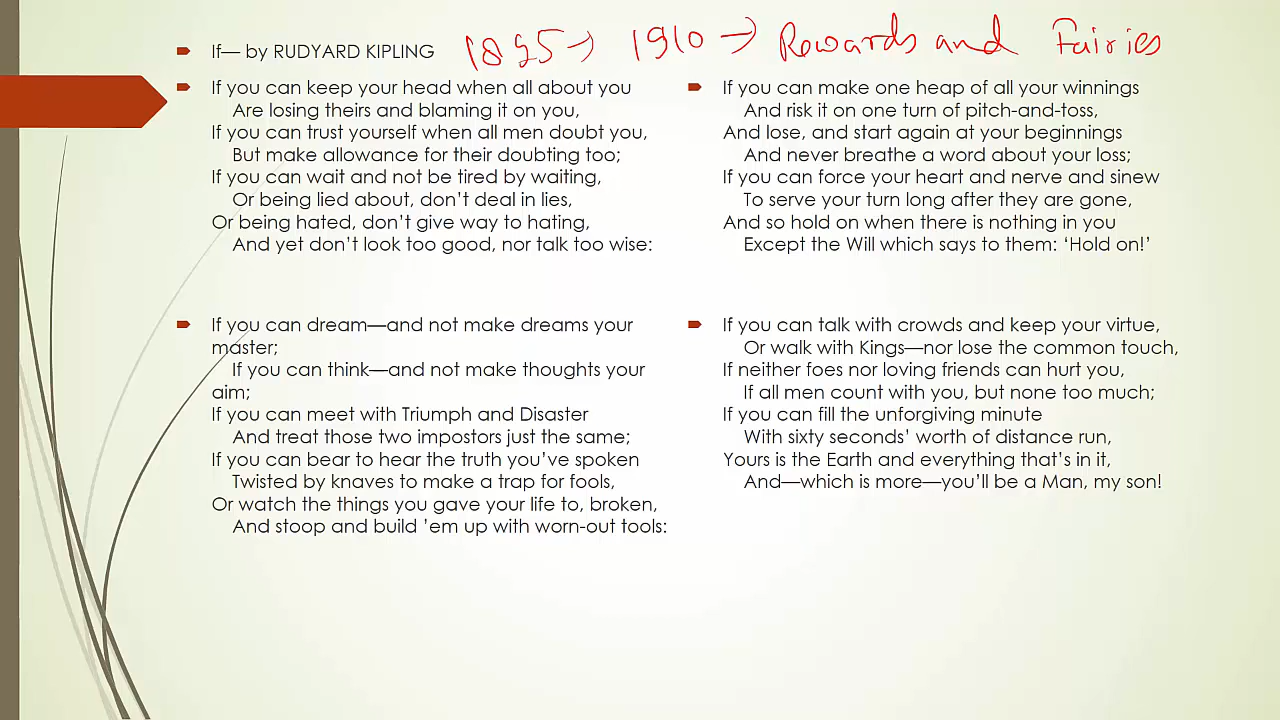 If— by RUDYARD KIPLING 1895→ 1910 → Rewards and Fairies
If you can keep your head when all about you
Are losing theirs and blaming it on you,
If you can trust yourself when all men doubt you,
But make allowance for their doubting too;
If you can wait and not be tired by waiting,
Or being lied about, don’t deal in lies,
Or being hated, don’t give way to hating,
And yet don’t look too good, nor talk too wise:
If you can dream—and not make dreams your
master;
If you can think—and not make thoughts your
aim;
If you can meet with Triumph and Disaster
And treat those two impostors just the same;
If you can bear to hear the truth you’ve spoken
Twisted by knaves to make a trap for fools,
Or watch the things you gave your life to, broken,
And stoop and build ’em up with worn-out tools:
If you can make one heap of all your winnings
And risk it on one turn of pitch-and-toss,
And lose, and start again at your beginnings
And never breathe a word about your loss;
If you can force your heart and nerve and sinew
To serve your turn long after they are gone,
And so hold on when there is nothing in you
Except the Will which says to them: ‘Hold on!’
If you can talk with crowds and keep your virtue,
Or walk with Kings—nor lose the common touch,
If neither foes nor loving friends can hurt you,
If all men count with you, but none too much;
If you can fill the unforgiving minute
With sixty seconds’ worth of distance run,
Yours is the Earth and everything that’s in it,
And—which is more—you’ll be a Man, my son!